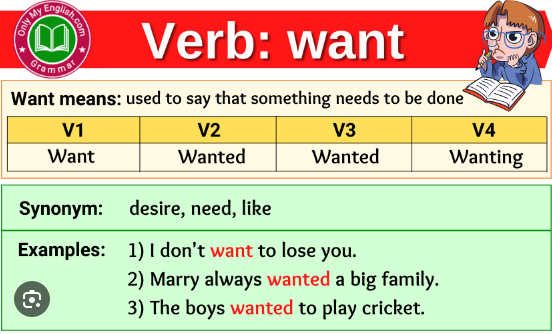 Only My English.com
Grammar
Verb: want
Want means: used to say that something needs to be done
V1 V2 V3 V4
Want Wanted Wanted Wanting
Synonym: desire, need, like
Examples: 1) I don't want to lose you.
2) Marry always wanted a big family.
3) The boys wanted to play cricket.